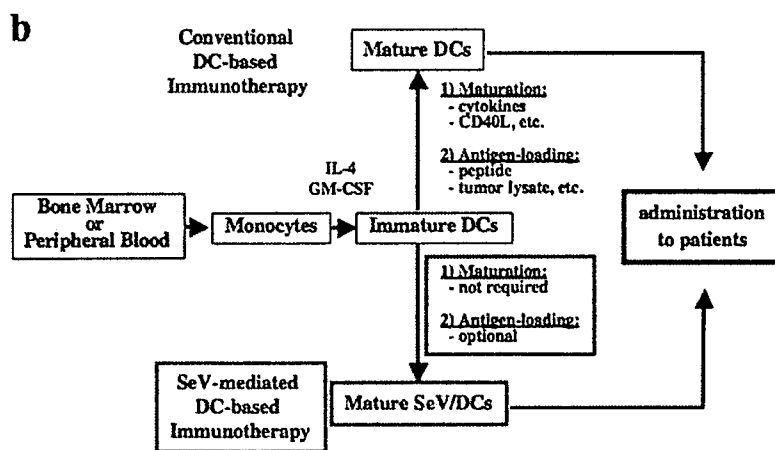 b
Conventional
DC-based
Immunotherapy
Mature DCs
1) Maturation:
- cytokines
- CD40L, etc.
2) Antigen-loading:
- peptide
- tumor lysate, etc.
IL-4
GM-CSF
Bone Marrow
or
Peripheral Blood
Monocytes
Immature DCs
administration
to patients
1) Maturation:
- not required
2) Antigen-loading:
- optional
SeV-mediated
DC-based
Immunotherapy
Mature SeV/DCs